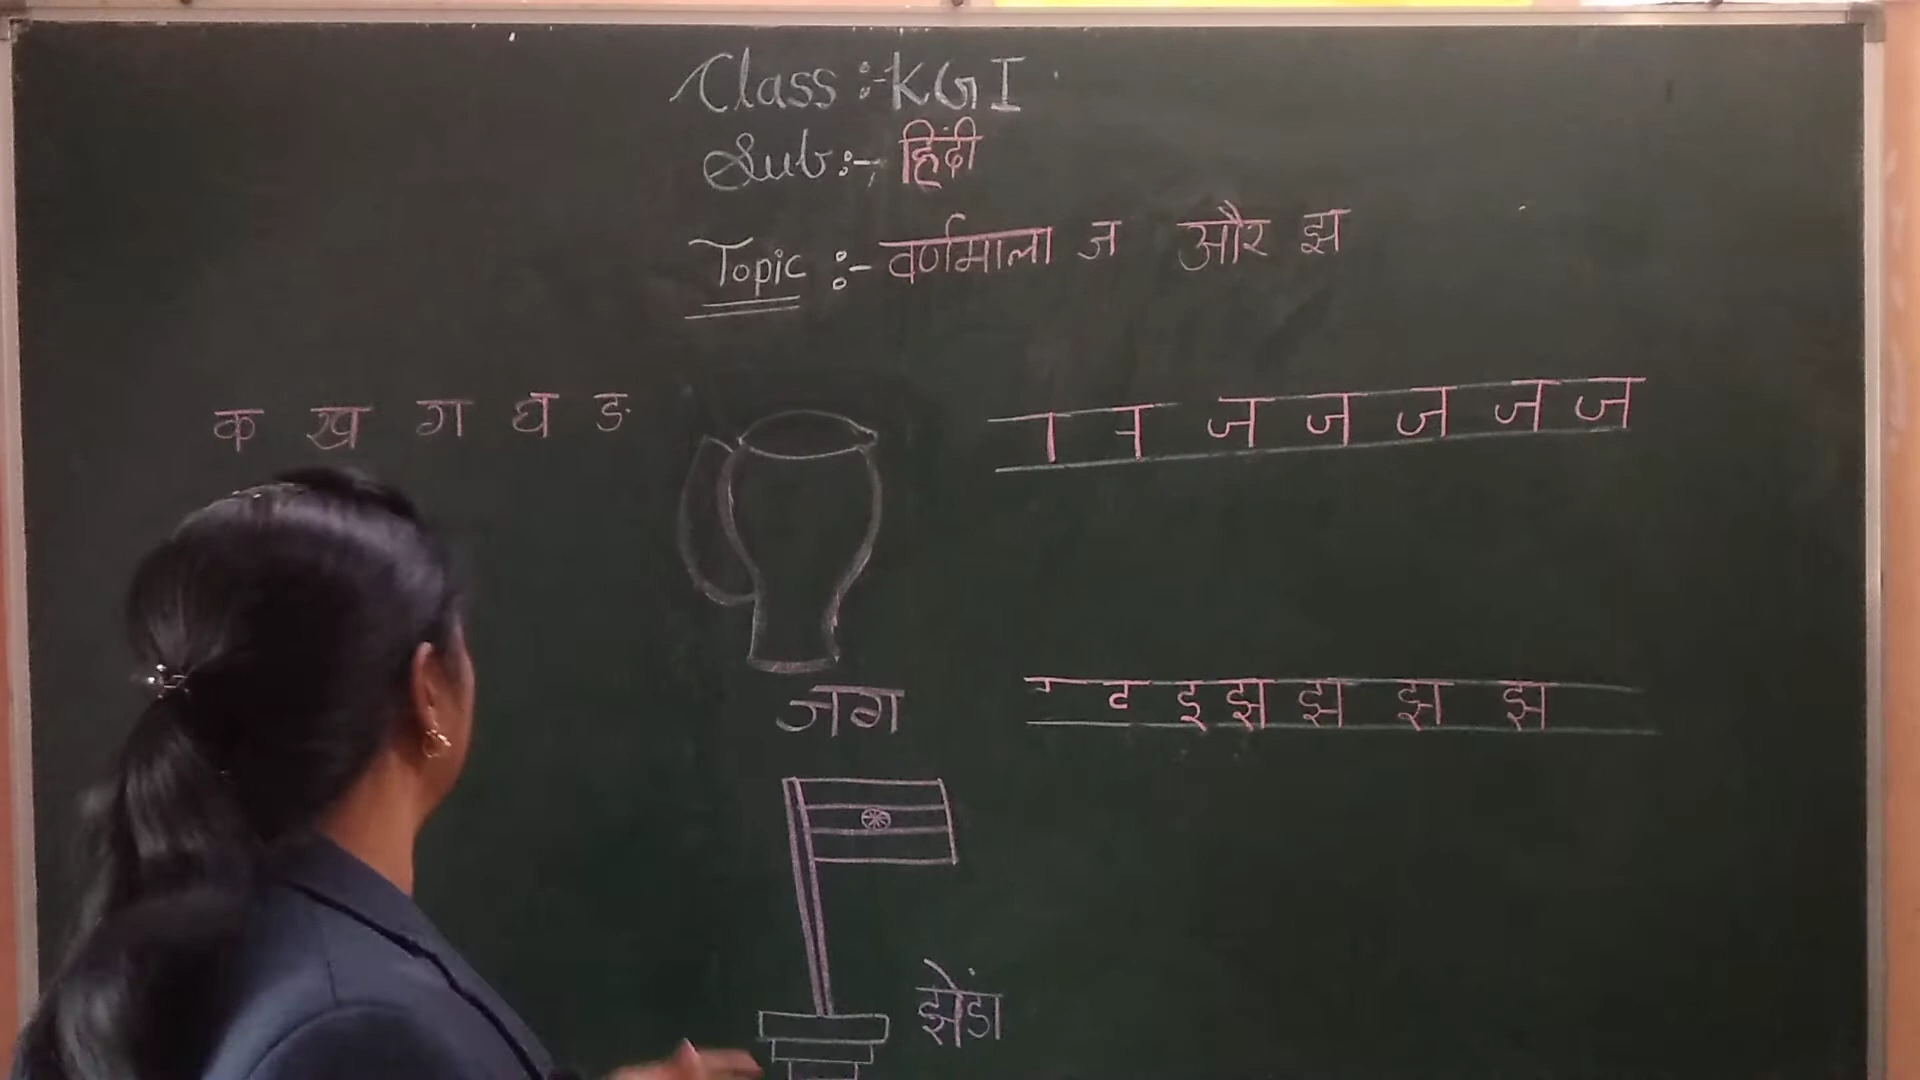 Class :- KG I
Sub :- हिंदी
Topic :- वर्णमाला ज और झ
क ख ग घ ङ
ज ज ज ज ज
जग
झ झ झ झ
झेंडा